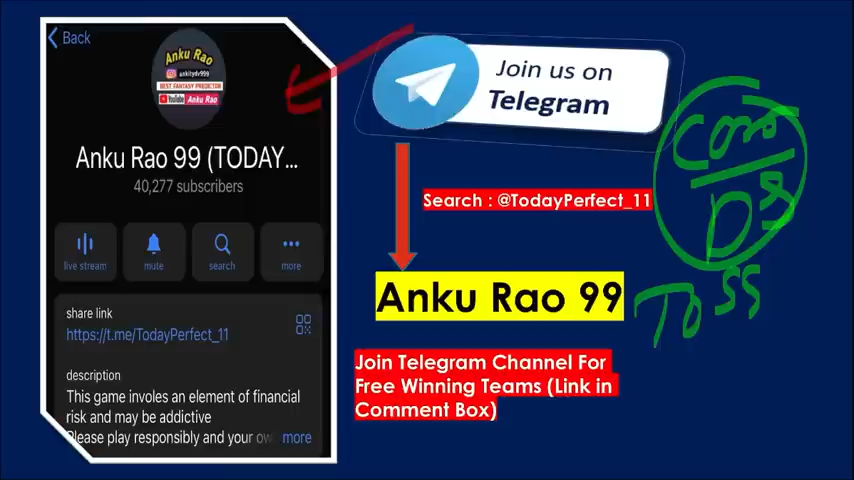 Back
Anku Rao
ankitydv999
BEST FANTASY PREDICTOR
YouTube Anku Rao
Anku Rao 99 (TODAY...
40,277 subscribers
live stream
mute
search
more
share link
https://t.me/TodayPerfect_11
description
This game involes an element of financial
risk and may be addictive
Please play responsibly and your ow
more
Join us on
Telegram
Search : @TodayPerfect_11
Anku Rao 99
Join Telegram Channel For
Free Winning Teams (Link in
Comment Box)
Toss